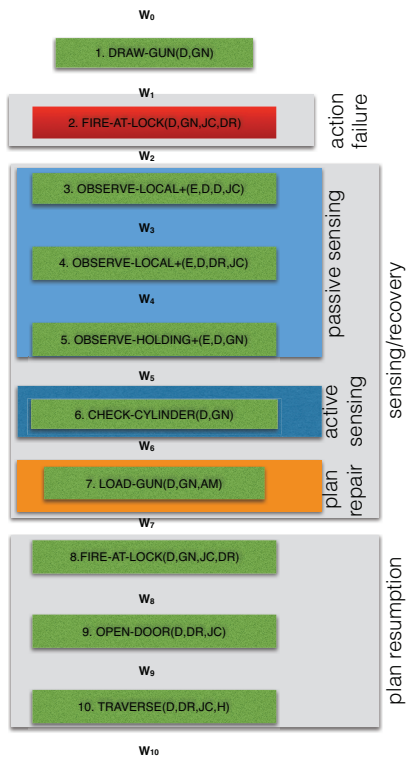 W0
1. DRAW-GUN(D,GN)
W1
2. FIRE-AT-LOCK(D,GN,JC,DR)
action
failure
W2
3. OBSERVE-LOCAL+(E,D,D,JC)
W3
4. OBSERVE-LOCAL+(E,D,DR,JC)
W4
5. OBSERVE-HOLDING+(E,D,GN)
passive sensing
W5
6. CHECK-CYLINDER(D,GN)
active
sensing
W6
7. LOAD-GUN(D,GN,AM)
plan
repair
sensing/recovery
W7
8.FIRE-AT-LOCK(D,GN,JC,DR)
W8
9. OPEN-DOOR(D,DR,JC)
W9
10. TRAVERSE(D,DR,JC,H)
plan resumption
W10